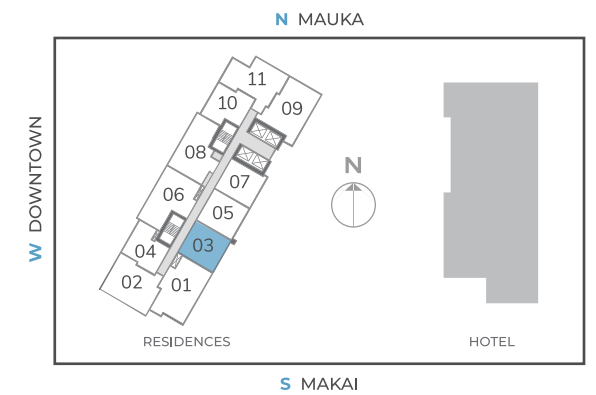 N MAUKA
11
10
09
08
07
06
05
04
03
02
01
N
W DOWNTOWN
RESIDENCES
HOTEL
S MAKAI